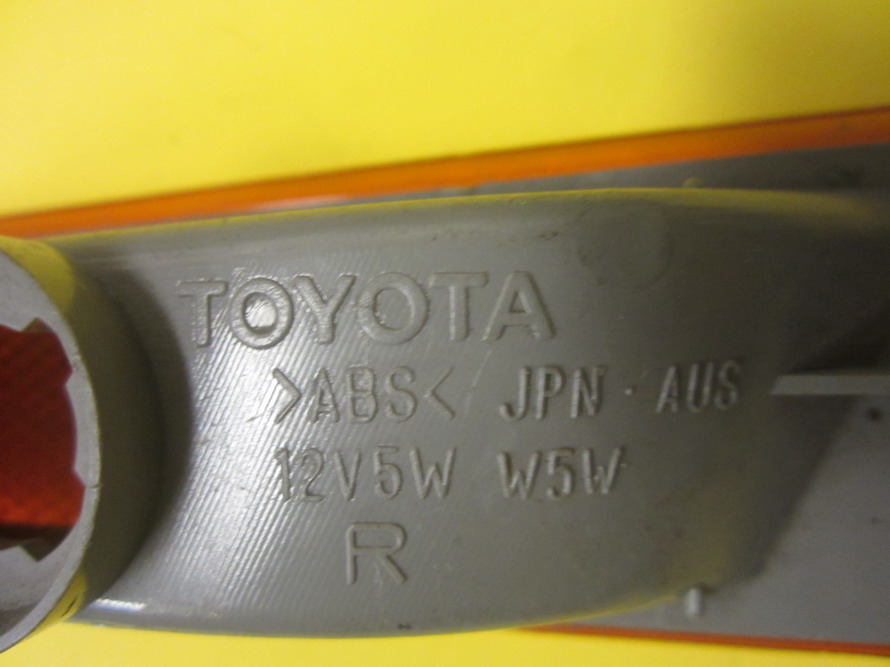 TOYOTA
>ABS< JPN · AUS
12V5W W5W
R